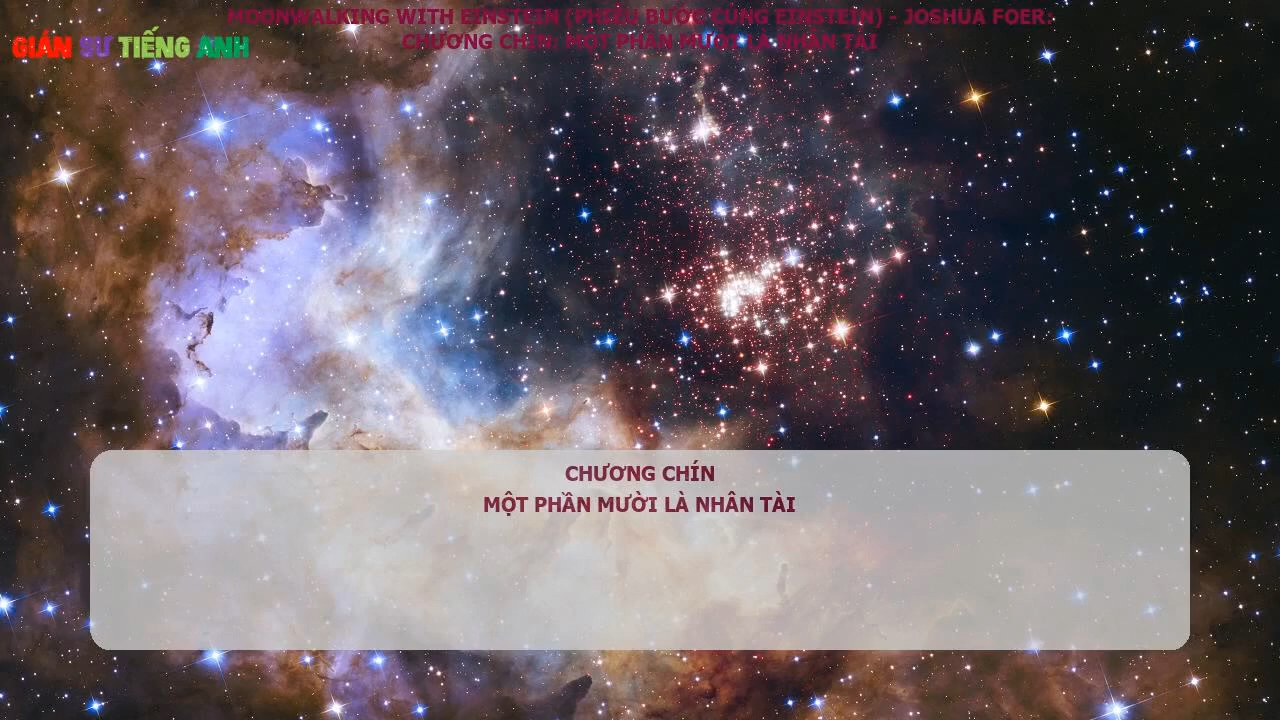 MOONWALKING WITH EINSTEIN (PHIÊU BƯỚC CÙNG EINSTEIN) - JOSHUA FOER:
CHƯƠNG CHÍN: MỘT PHẦN MƯỜI LÀ NHÂN TÀI
GIÁN SƯ TIẾNG ANH
CHƯƠNG CHÍN
MỘT PHẦN MƯỜI LÀ NHÂN TÀI